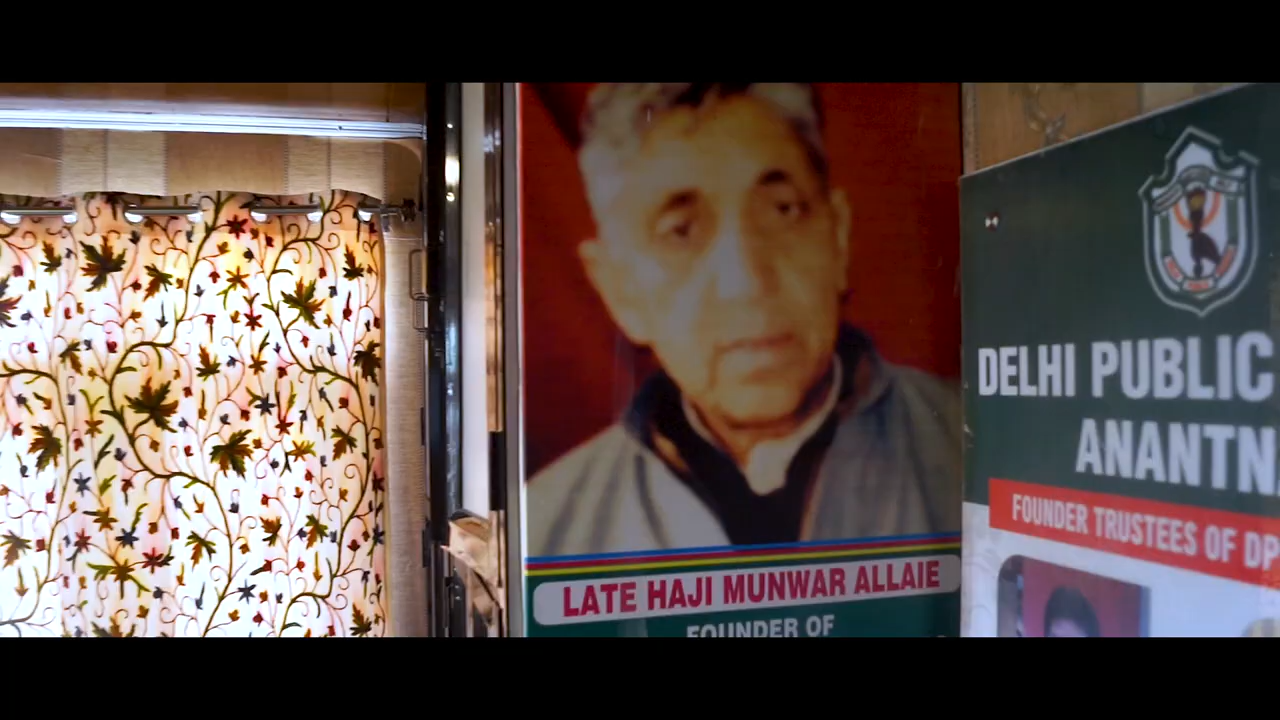 LATE HAJI MUNWAR ALLAIE
FOUNDER OF
DELHI PUBLIC
ANANTN
FOUNDER TRUSTEES OF DP